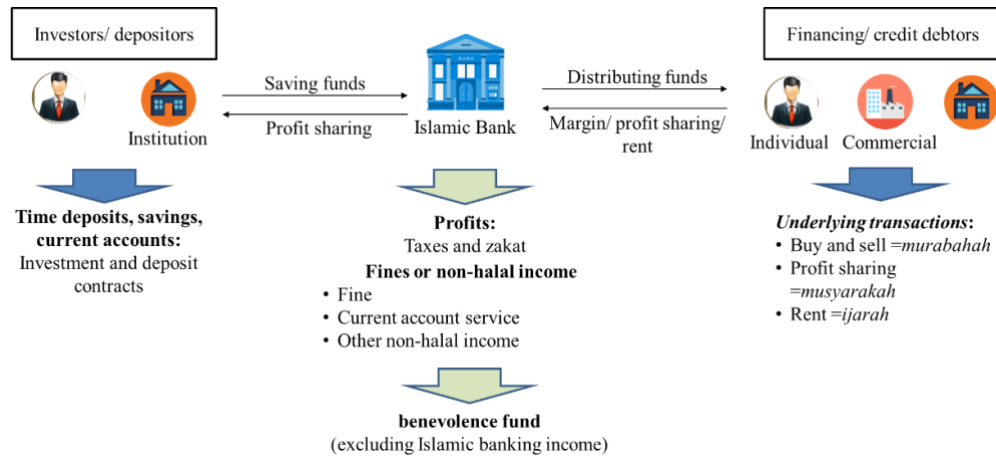 Investors/ depositors
Institution
Saving funds
Profit sharing
BANK
Islamic Bank
Distributing funds
Margin/ profit sharing/
rent
Financing/ credit debtors
Individual
Commercial
Time deposits, savings,
current accounts:
Investment and deposit
contracts
Profits:
Taxes and zakat
Fines or non-halal income
• Fine
• Current account service
• Other non-halal income
benevolence fund
(excluding Islamic banking income)
Underlying transactions:
• Buy and sell =murabahah
• Profit sharing
=musyarakah
• Rent =ijarah